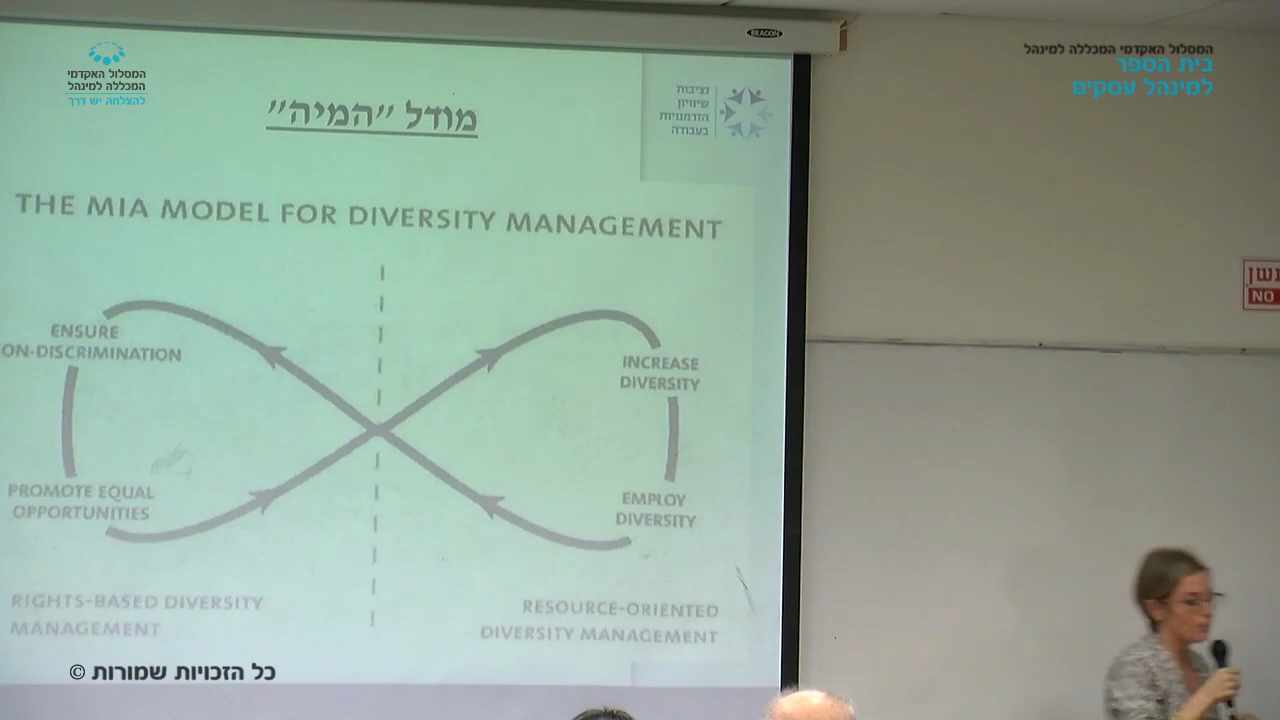 BEACON
המסלול האקדמי
המכללה למינהל
להצלחה יש דרך
המסלול האקדמי המכללה למינהל
בית הספר
למינהל עסקים
נציבות
שיוויון
הזדמנויות
בעבודה
מודל "המיה"
THE MIA MODEL FOR DIVERSITY MANAGEMENT
ENSURE
ON-DISCRIMINATION
INCREASE
DIVERSITY
PROMOTE EQUAL
OPPORTUNITIES
EMPLOY
DIVERSITY
RIGHTS-BASED DIVERSITY
MANAGEMENT
RESOURCE-ORIENTED
DIVERSITY MANAGEMENT
NO
© כל הזכויות שמורות